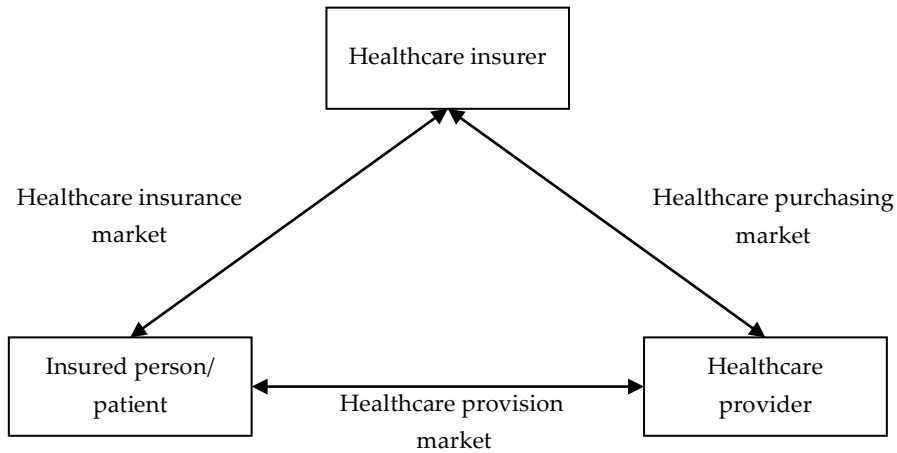 Healthcare insurer
Healthcare insurance
market
Healthcare purchasing
market
Insured person/
patient
Healthcare provision
market
Healthcare
provider